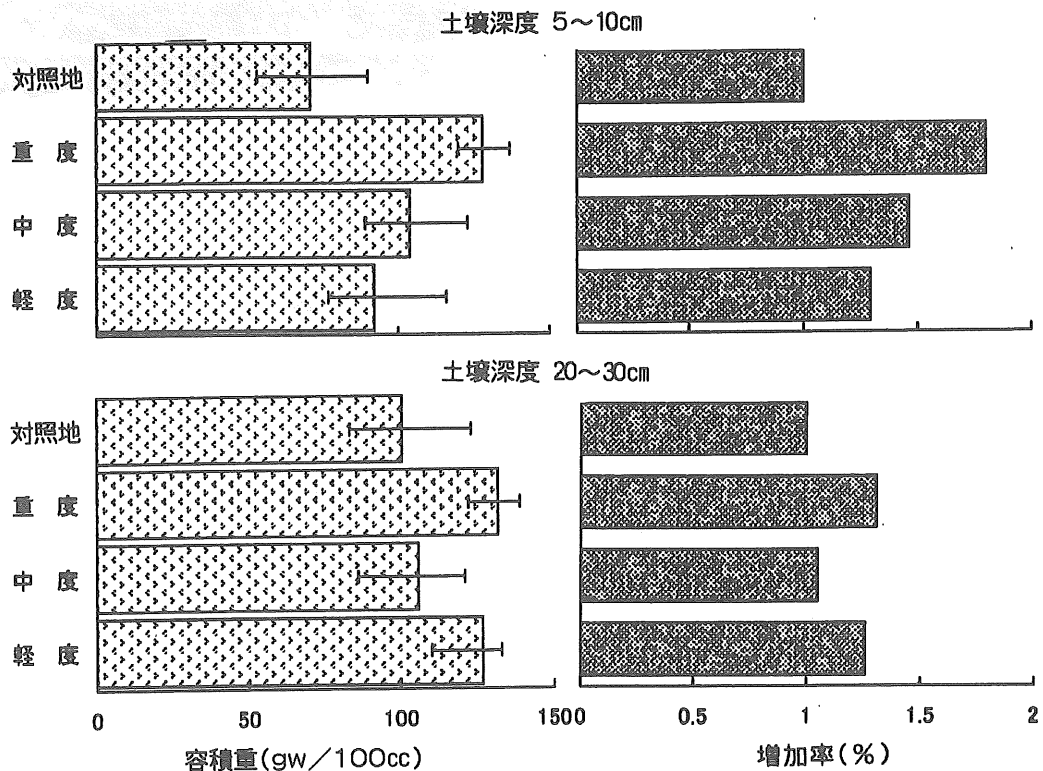 土壌深度 5～10㎝
対照地
重 度
中 度
軽 度
土壌深度 20～30㎝
対照地
重 度
中 度
軽 度
0 50 100 150 0 0.5 1 1.5 2
容積重(gw／100cc) 増加率(%)